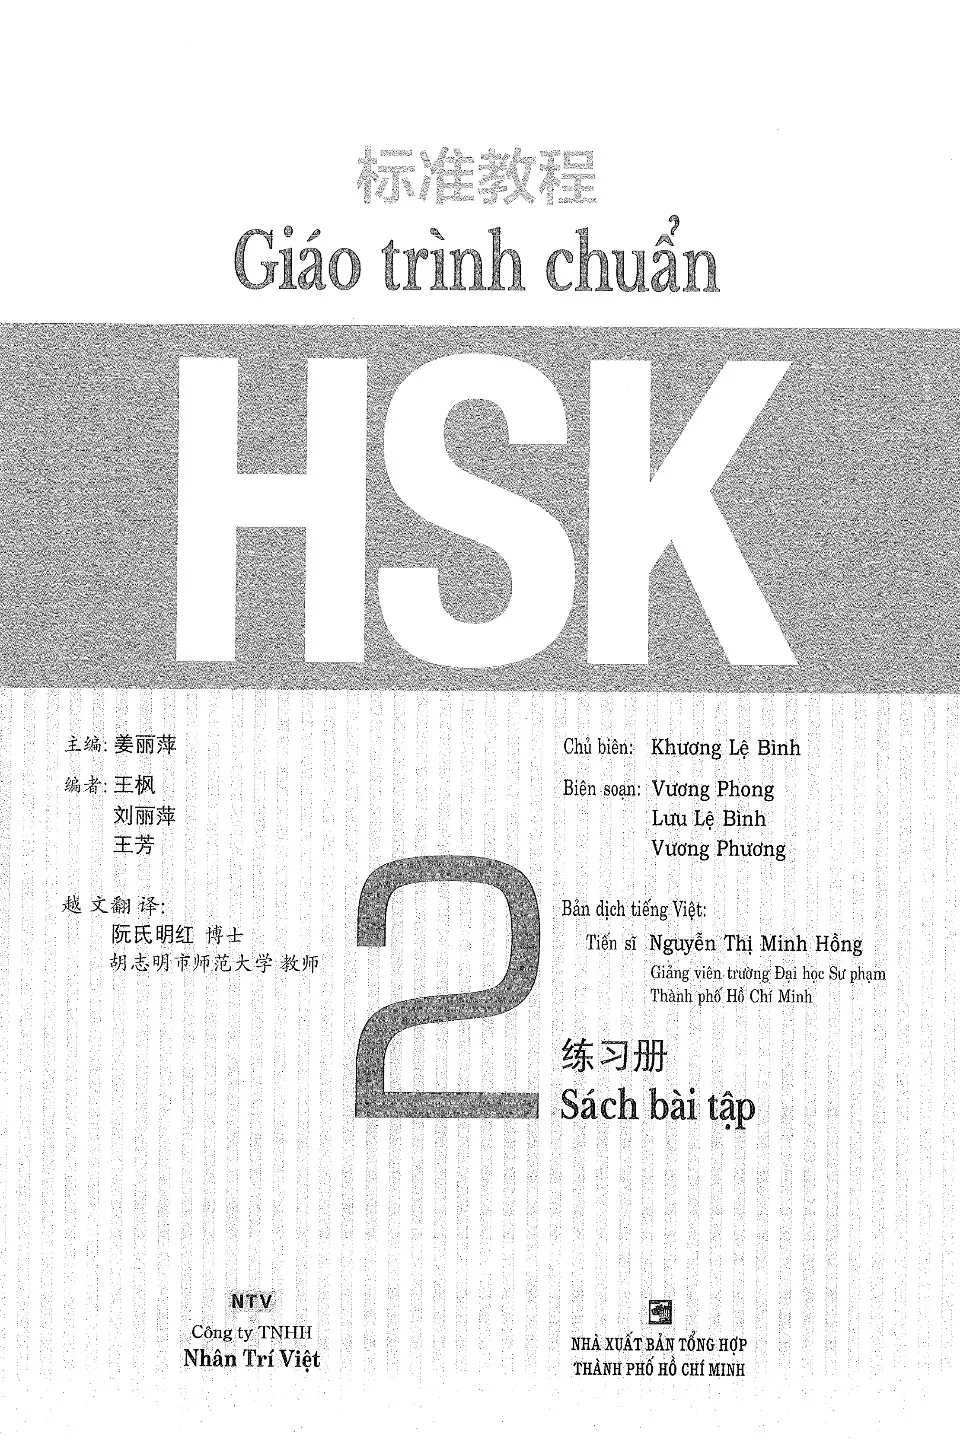 标准教程
Giáo trình chuẩn
HSK
主编: 姜丽萍
编者: 王枫
刘丽萍
王芳
越文翻译:
阮氏明红 博士
胡志明市师范大学 教师
Chủ biên: Khương Lệ Bình
Biên soạn: Vương Phong
Lưu Lệ Bình
Vương Phương
Bản dịch tiếng Việt:
Tiến sĩ Nguyễn Thị Minh Hồng
Giảng viên trường Đại học Sư phạm
Thành phố Hồ Chí Minh
2
练习册
Sách bài tập
NTV
Công ty TNHH
Nhân Trí Việt
NHÀ XUẤT BẢN TỔNG HỢP
THÀNH PHỐ HỒ CHÍ MINH